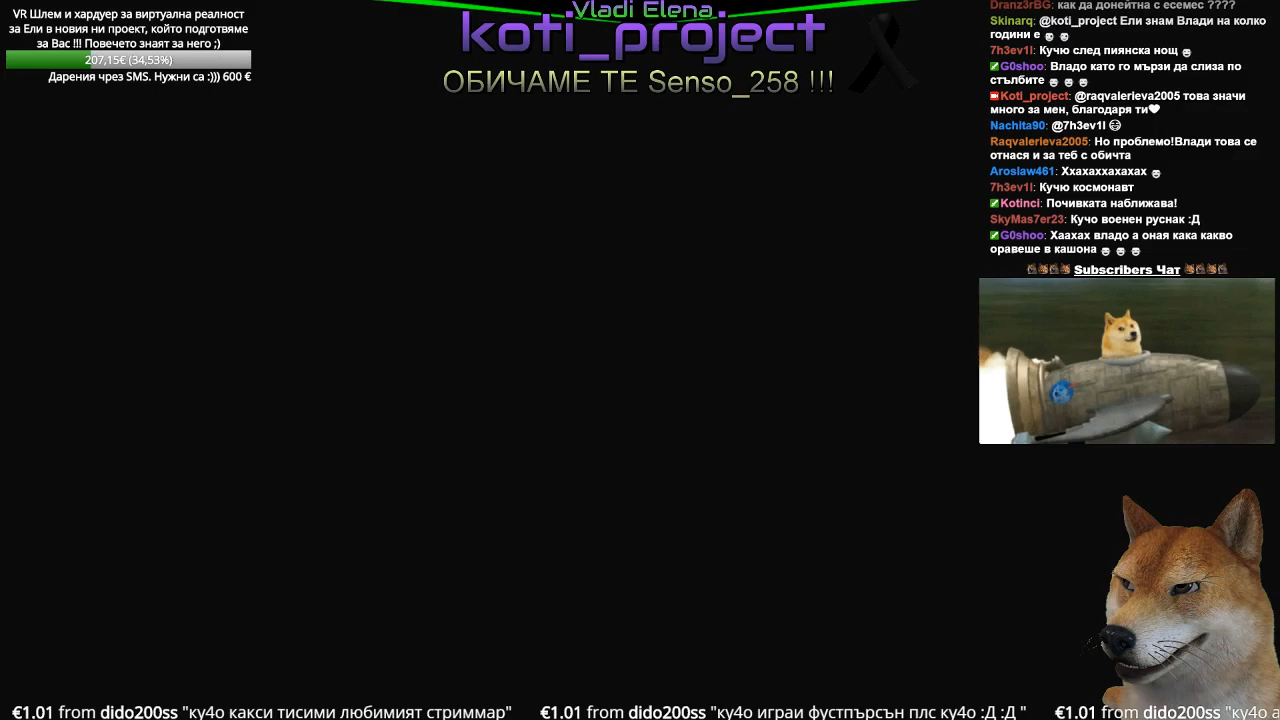 VR Шлем и хардуер за виртуална реалност
за Ели в новия ни проект, който подготвяме
за Вас !!! Повечето знаят за него ;)
207,15€ (34,53%)
Дарения чрез SMS. Нужни са :))) 600 €
Vladi Elena
koti_project
ОБИЧАМЕ ТЕ Senso_258 !!!
Dranz3rBG: как да донейтна с есемес ????
Skinarq: @koti_project Ели знам Влади на колко
години е
7h3ev1l: Кучю след пиянска нощ
G0shoo: Владо като го мързи да слиза по
стълбите
Koti_project: @raqvalerieva2005 това значи
много за мен, благодаря ти🖤
Nachita90: @7h3ev1l 😂
Raqvalerieva2005: Но проблемо!Влади това се
отнася и за теб с обичта
Aroslaw461: Ххахаххахахах
7h3ev1l: Кучю космонавт
Kotinci: Почивката наближава!
SkyMas7er23: Кучо военен руснак :Д
G0shoo: Хаахах владо а оная кака какво
оравеше в кашона
Subscribers Чат
€1.01 from dido200ss "ку4о какси тисими любимият стриммар" €1.01 from dido200ss "ку4о играи фустпърсън плс ку4о :Д :Д " €1.01 from dido200ss "ку4о а